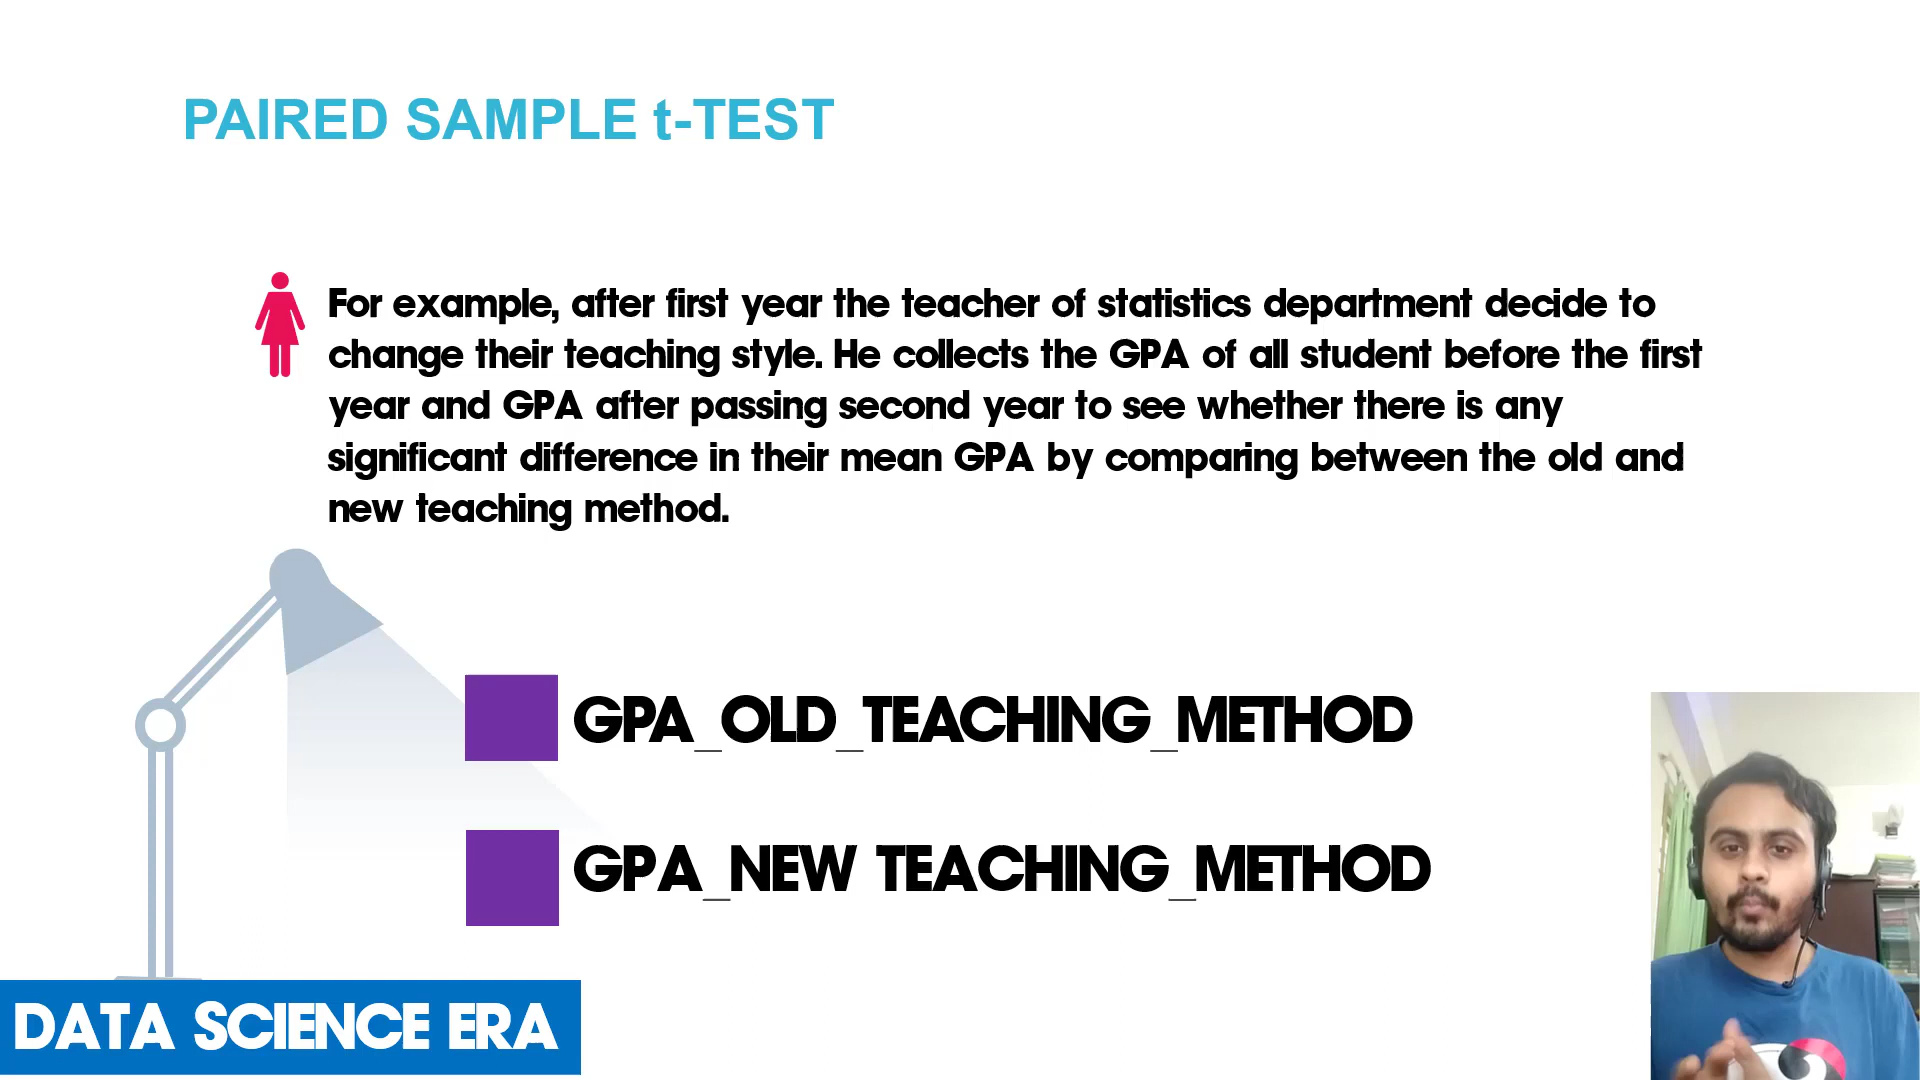 PAIRED SAMPLE t-TEST
For example, after first year the teacher of statistics department decide to
change their teaching style. He collects the GPA of all student before the first
year and GPA after passing second year to see whether there is any
significant difference in their mean GPA by comparing between the old and
new teaching method.
GPA_OLD_TEACHING_METHOD
GPA_NEW TEACHING_METHOD
DATA SCIENCE ERA